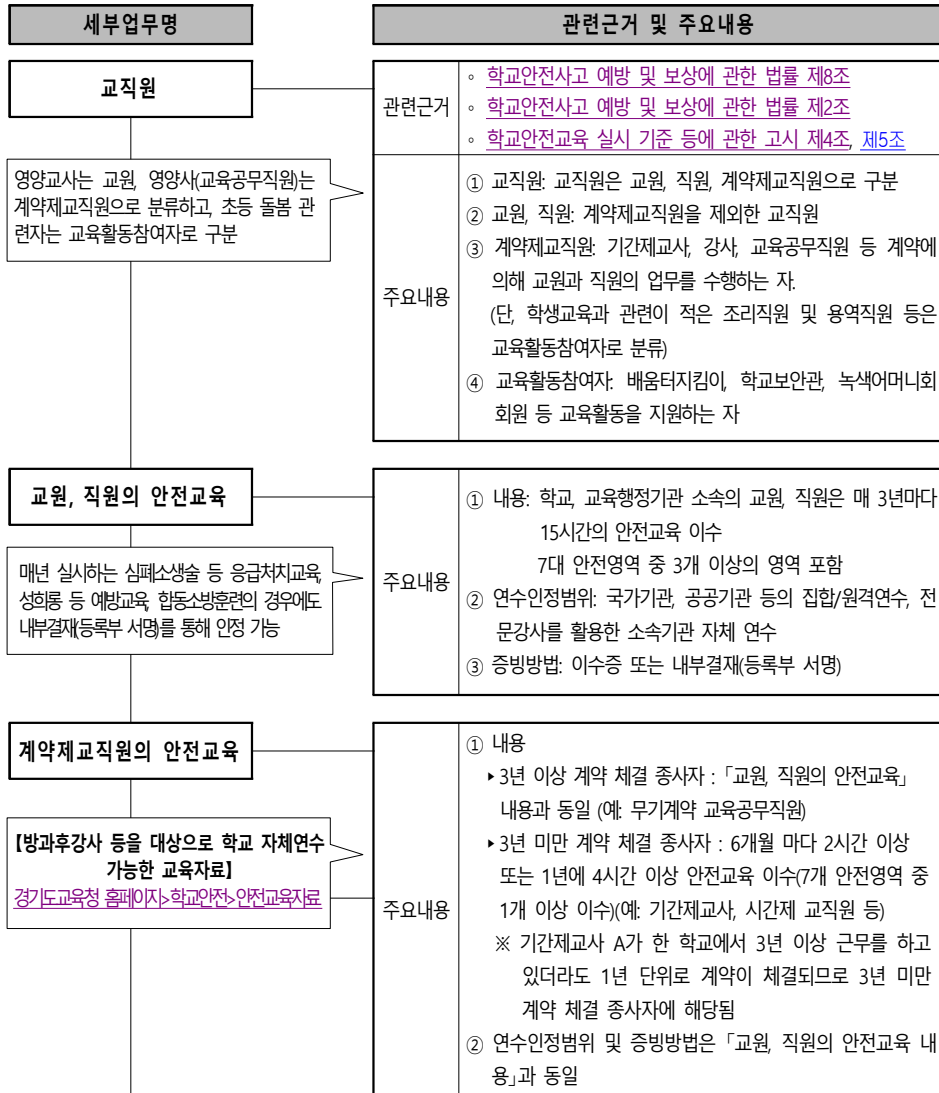 세부업무명
관련근거 및 주요내용
교직원
관련근거
◦ 학교안전사고 예방 및 보상에 관한 법률 제8조
◦ 학교안전사고 예방 및 보상에 관한 법률 제2조
◦ 학교안전교육 실시 기준 등에 관한 고시 제4조, 제5조
영양교사는 교원, 영양사(교육공무직원)는
계약제교직원으로 분류하고, 초등 돌봄 관
련자는 교육활동참여자로 구분
주요내용
① 교직원: 교직원은 교원, 직원, 계약제교직원으로 구분
② 교원, 직원: 계약제교직원을 제외한 교직원
③ 계약제교직원: 기간제교사, 강사, 교육공무직원 등 계약에
의해 교원과 직원의 업무를 수행하는 자.
(단, 학생교육과 관련이 적은 조리직원 및 용역직원 등은
교육활동참여자로 분류)
④ 교육활동참여자: 배움터지킴이, 학교보안관, 녹색어머니회
회원 등 교육활동을 지원하는 자
교원, 직원의 안전교육
매년 실시하는 심폐소생술 등 응급처치교육,
성희롱 등 예방교육, 합동소방훈련의 경우에도
내부결재(등록부 서명)를 통해 인정 가능
주요내용
① 내용: 학교, 교육행정기관 소속의 교원, 직원은 매 3년마다
15시간의 안전교육 이수
7대 안전영역 중 3개 이상의 영역 포함
② 연수인정범위: 국가기관, 공공기관 등의 집합/원격연수, 전
문강사를 활용한 소속기관 자체 연수
③ 증빙방법: 이수증 또는 내부결재(등록부 서명)
계약제교직원의 안전교육
【방과후강사 등을 대상으로 학교 자체연수
가능한 교육자료】
경기도교육청 홈페이지>학교안전>안전교육자료
주요내용
① 내용
▸3년 이상 계약 체결 종사자 : 「교원, 직원의 안전교육」
내용과 동일 (예: 무기계약 교육공무직원)
▸3년 미만 계약 체결 종사자 : 6개월 마다 2시간 이상
또는 1년에 4시간 이상 안전교육 이수(7개 안전영역 중
1개 이상 이수)(예: 기간제교사, 시간제 교직원 등)
※ 기간제교사 A가 한 학교에서 3년 이상 근무를 하고
있더라도 1년 단위로 계약이 체결되므로 3년 미만
계약 체결 종사자에 해당됨
② 연수인정범위 및 증빙방법은 「교원, 직원의 안전교육 내
용」과 동일